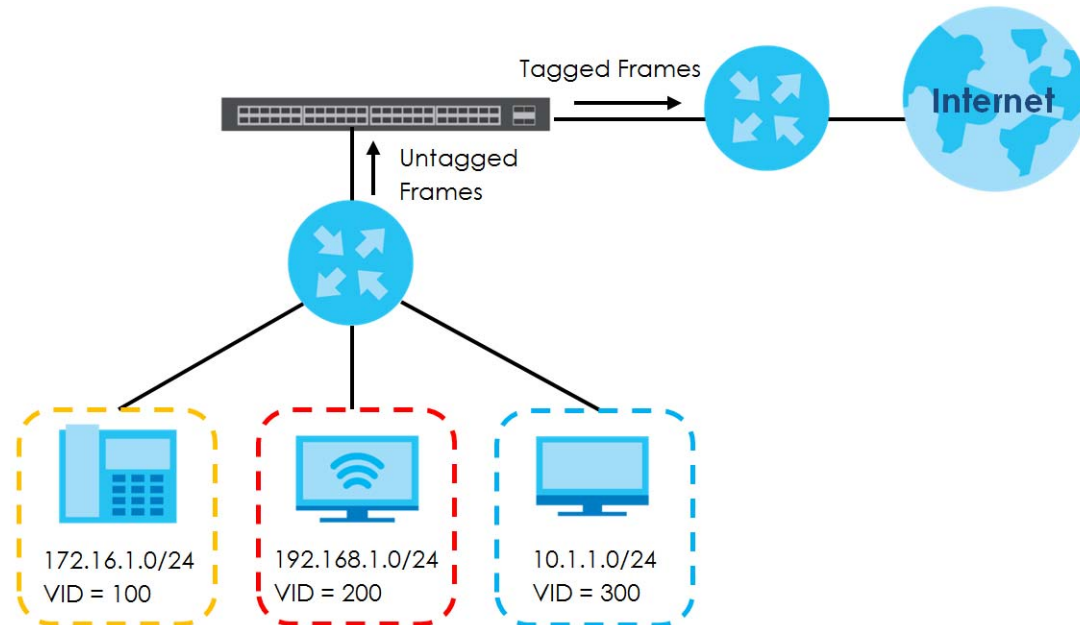 Tagged Frames
Internet
Untagged
Frames
172.16.1.0/24
VID = 100
192.168.1.0/24
VID = 200
10.1.1.0/24
VID = 300